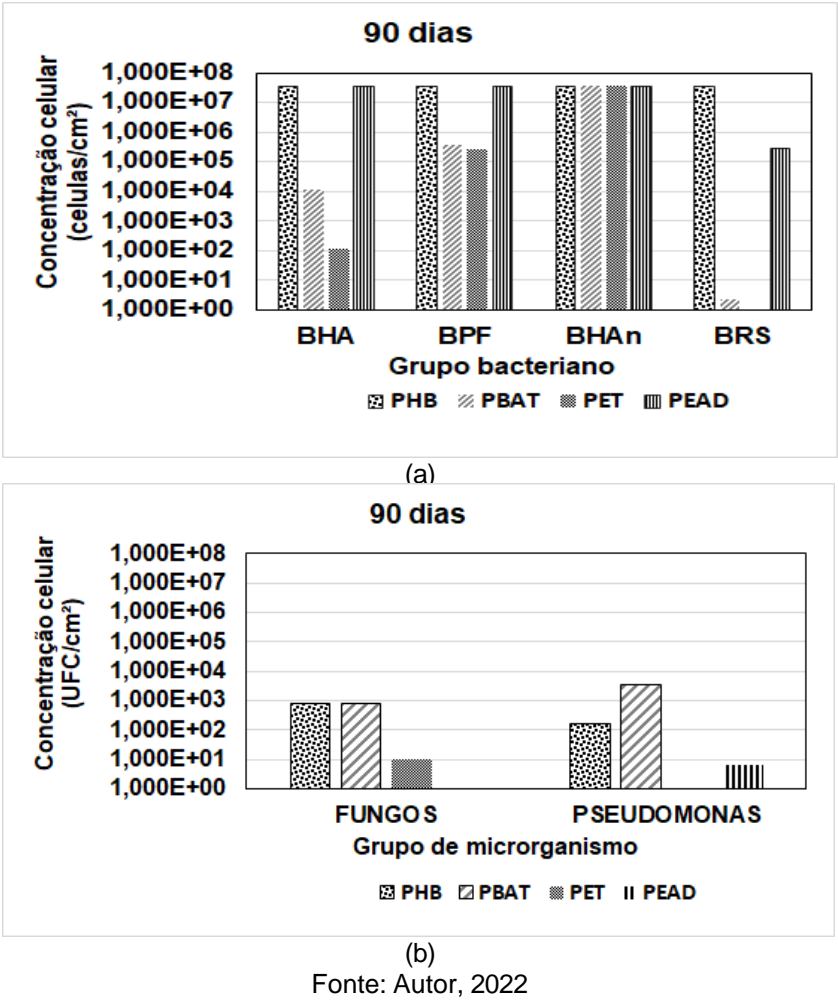 90 dias
Concentração celular
(celulas/cm²)
1,000E+08
1,000E+07
1,000E+06
1,000E+05
1,000E+04
1,000E+03
1,000E+02
1,000E+01
1,000E+00
BHA BPF BHAn BRS
Grupo bacteriano
PHB PBAT PET PEAD
(a)
90 dias
Concentração celular
(UFC/cm²)
1,000E+08
1,000E+07
1,000E+06
1,000E+05
1,000E+04
1,000E+03
1,000E+02
1,000E+01
1,000E+00
FUNGOS PSEUDOMONAS
Grupo de microrganismo
PHB PBAT PET PEAD
(b)
Fonte: Autor, 2022